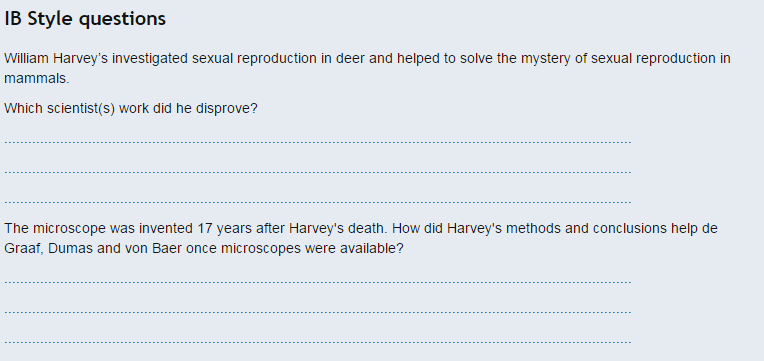 IB Style questions
William Harvey's investigated sexual reproduction in deer and helped to solve the mystery of sexual reproduction in
mammals.
Which scientist(s) work did he disprove?
The microscope was invented 17 years after Harvey's death. How did Harvey's methods and conclusions help de
Graaf, Dumas and von Baer once microscopes were available?